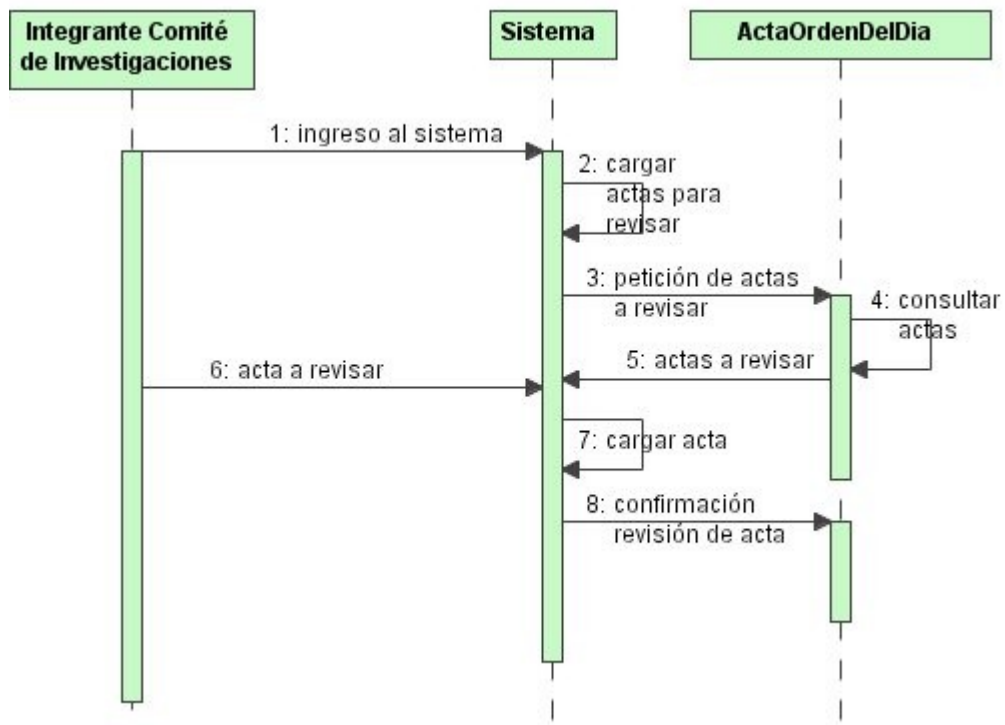 Integrante Comité
de Investigaciones
Sistema
ActaOrdenDelDia
1: ingreso al sistema
2: cargar
actas para
revisar
3: petición de actas
a revisar
4: consultar
actas
5: actas a revisar
6: acta a revisar
7: cargar acta
8: confirmación
revisión de acta